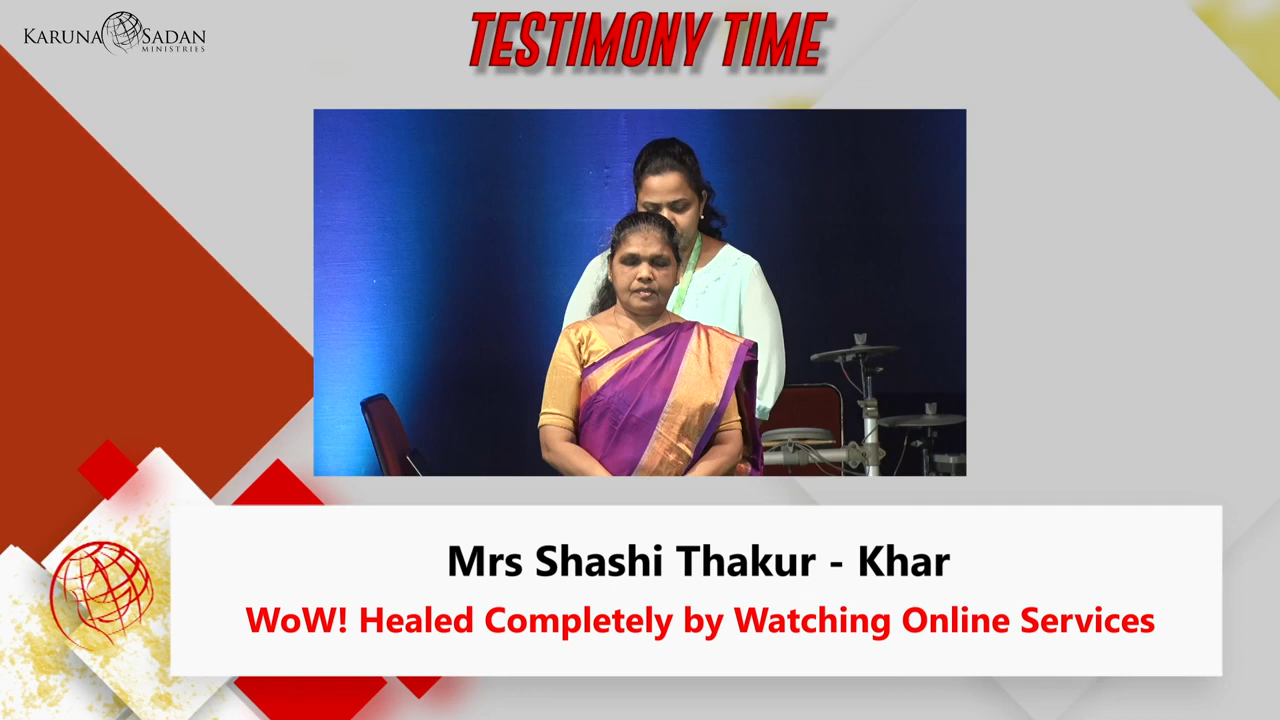 KARUNA SADAN
MINISTRIES
TESTIMONY TIME
Mrs Shashi Thakur - Khar
WoW! Healed Completely by Watching Online Services